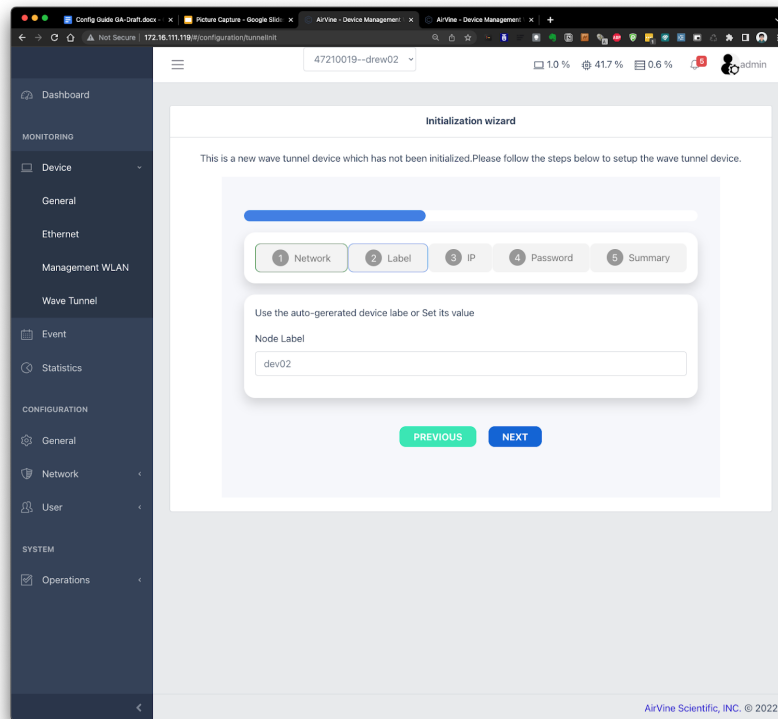 Config Guide GA-Draft.docx -
Picture Capture - Google Slide
AirVine - Device Management
AirVine - Device Management
Not Secure | 172.16.111.119/#/configuration/tunnelinit
47210019--drew02
1.0 %
41.7 %
0.6 %
5
admin
Dashboard
MONITORING
Device
General
Ethernet
Management WLAN
Wave Tunnel
Event
Statistics
CONFIGURATION
General
Network
User
SYSTEM
Operations
Initialization wizard
This is a new wave tunnel device which has not been initialized.Please follow the steps below to setup the wave tunnel device.
1 Network
2 Label
3 IP
4 Password
5 Summary
Use the auto-gererated device labe or Set its value
Node Label
dev02
PREVIOUS
NEXT
AirVine Scientific, INC. © 2022